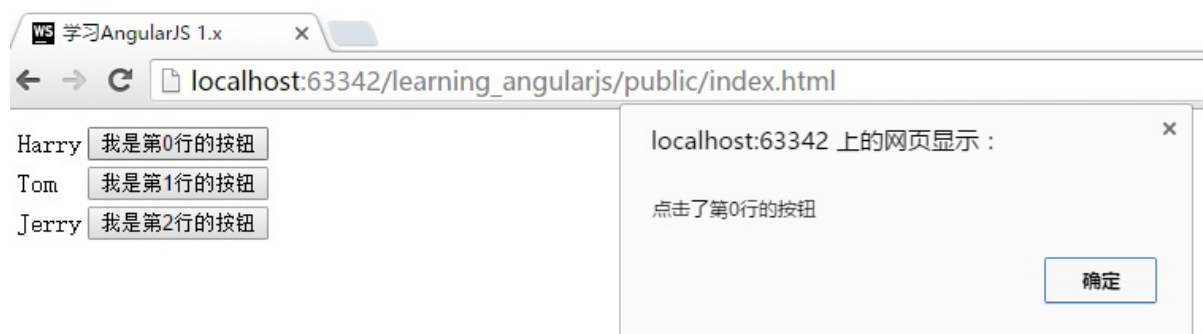 WS 学习AngularJS 1.x ×
localhost:63342/learning_angularjs/public/index.html
Harry 我是第0行的按钮
Tom 我是第1行的按钮
Jerry 我是第2行的按钮
localhost:63342 上的网页显示： ×
点击了第0行的按钮
确定